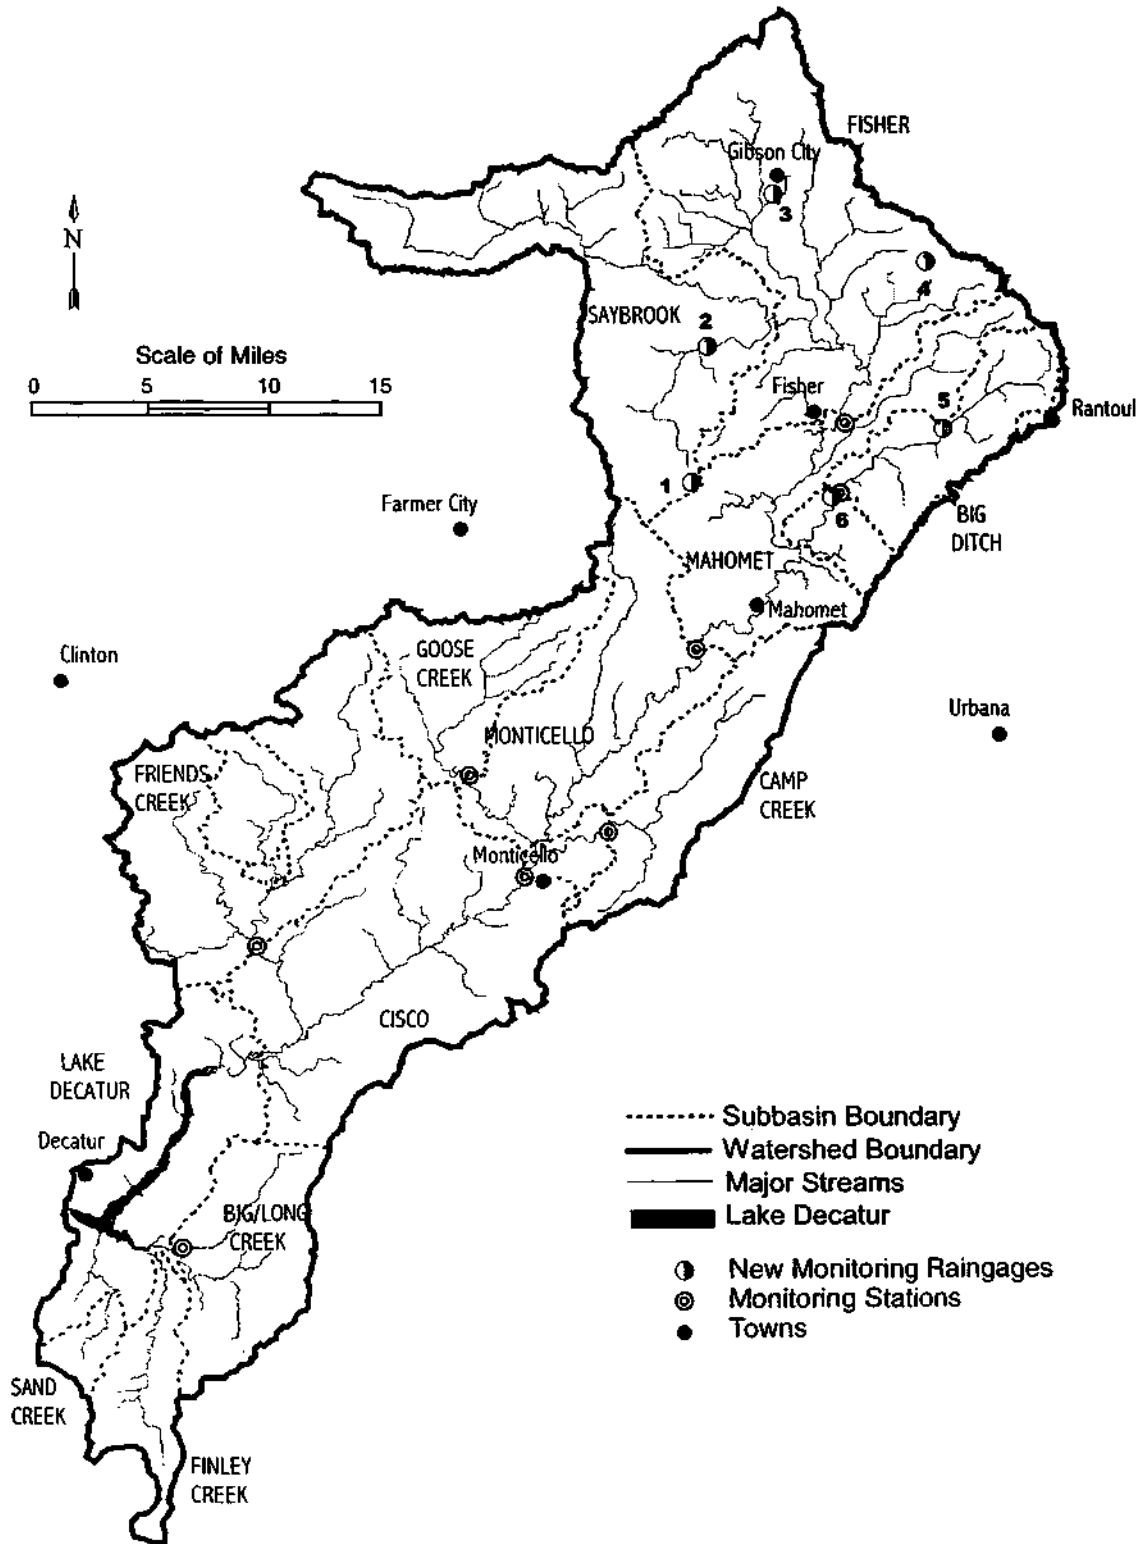 FISHER
Gibson City
3
N
4
SAYBROOK
2
Scale of Miles
0 5 10 15
Fisher
5
Rantoul
1
Farmer City
6
BIG
DITCH
MAHOMET
Mahomet
GOOSE
CREEK
Clinton
Urbana
MONTICELLO
FRIENDS
CREEK
CAMP
CREEK
Monticello
CISCO
LAKE
DECATUR
Decatur
Subbasin Boundary
Watershed Boundary
Major Streams
Lake Decatur
BIG/LONG
CREEK
New Monitoring Raingages
Monitoring Stations
Towns
SAND
CREEK
FINLEY
CREEK